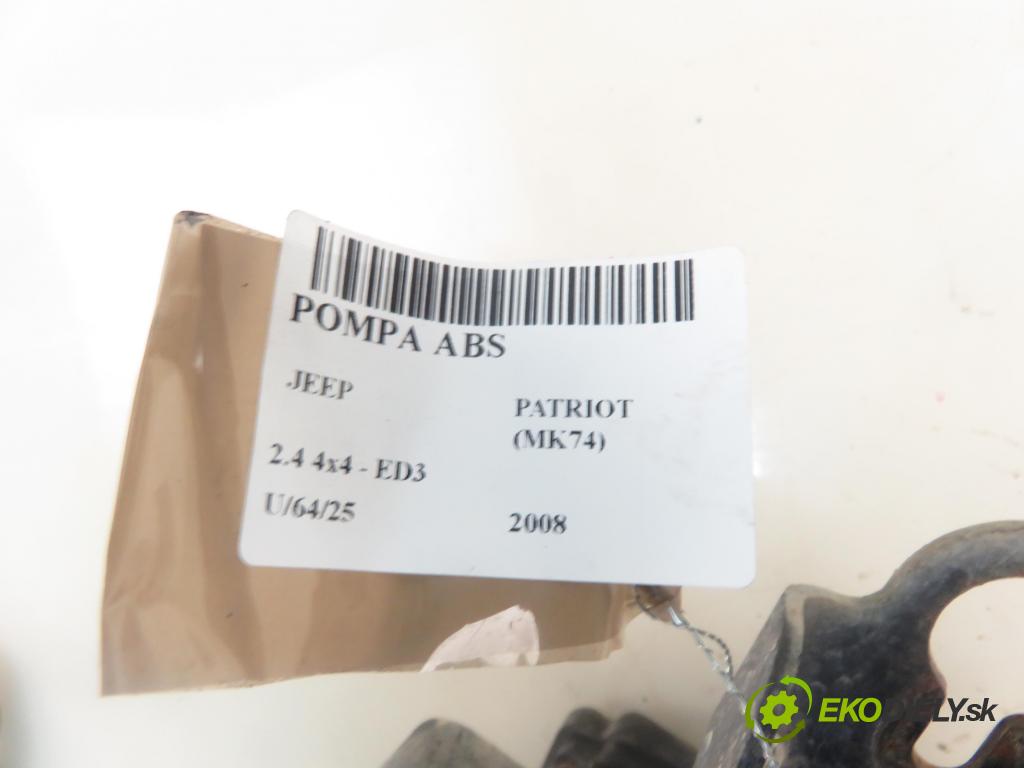 POMPA ABS
JEEP
PATRIOT
(MK74)
2.4 4x4 - ED3
U/64/25
2008
EKODIELY.sk